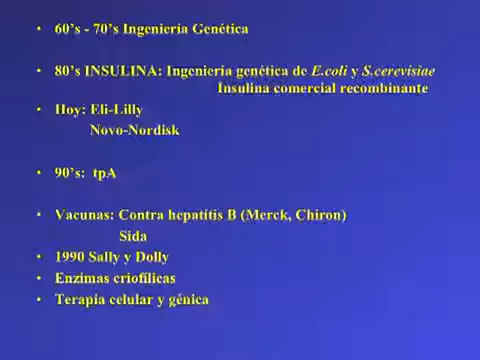 • 60's - 70's Ingeniería Genética
• 80's INSULINA: Ingeniería genética de E.coli y S.cerevisiae
Insulina comercial recombinante
• Hoy: Eli-Lilly
Novo-Nordisk
• 90's: tpA
• Vacunas: Contra hepatitis B (Merck, Chiron)
Sida
• 1990 Sally y Dolly
• Enzimas criofílicas
• Terapia celular y génica